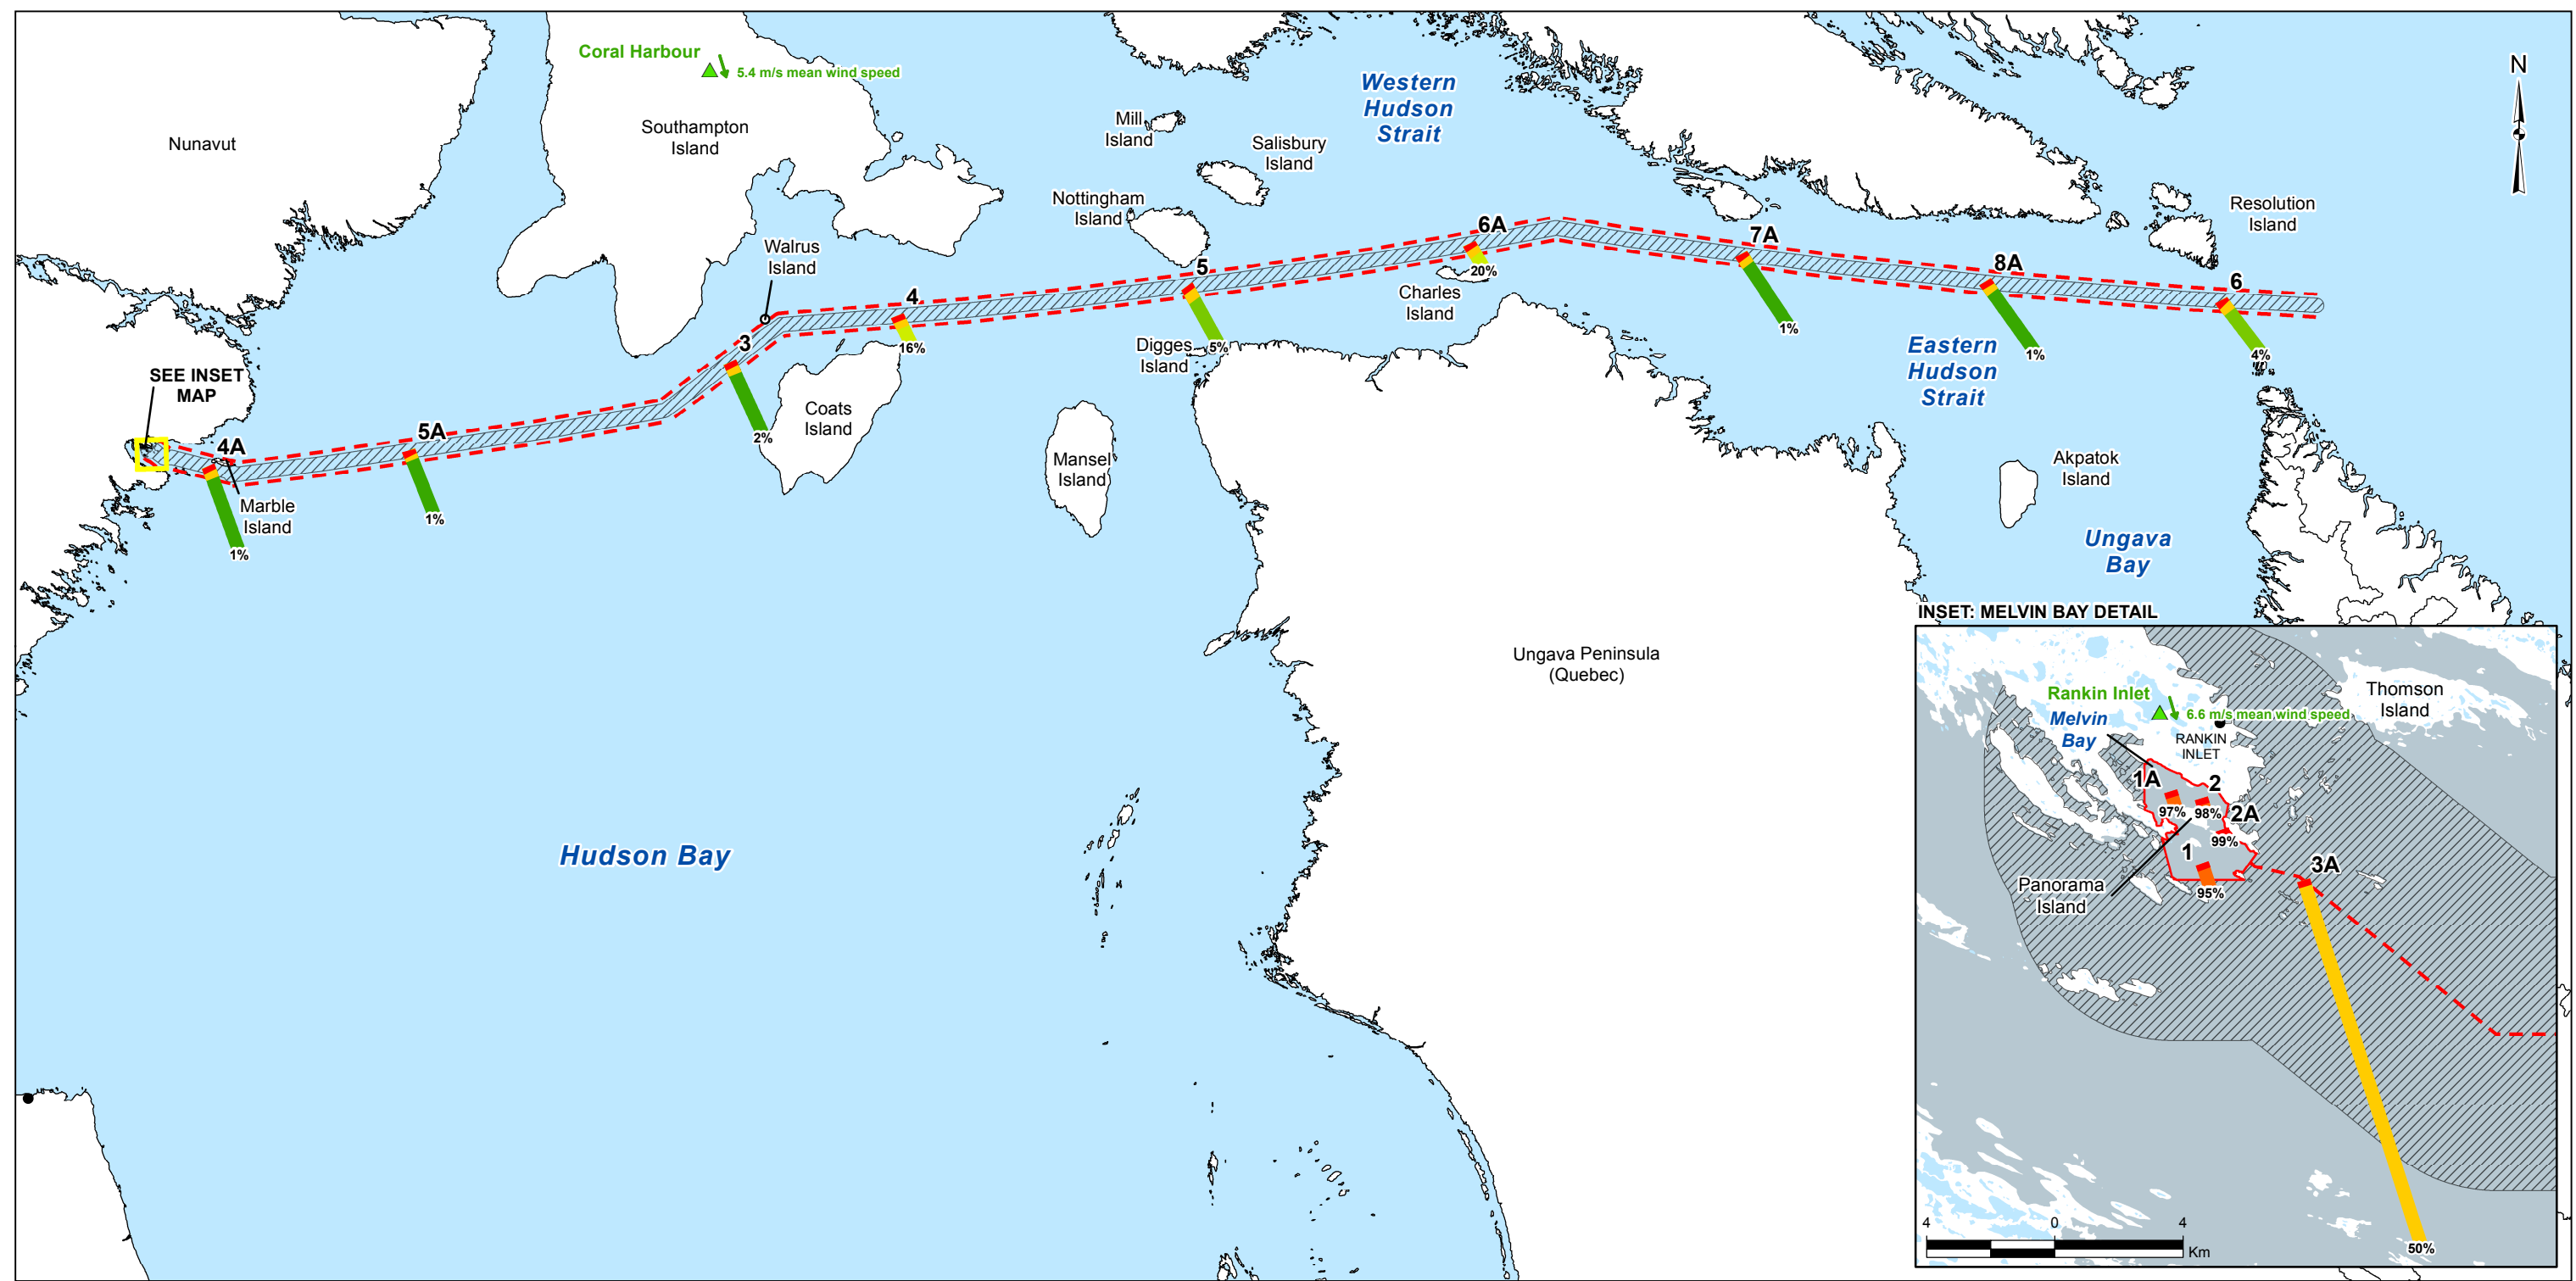 Coral Harbour
5.4 m/s mean wind speed
Nunavut
Southampton
Island
Western
Hudson
Strait
Mill
Island
Salisbury
Island
Nottingham
Island
N
Resolution
Island
Walrus
Island
6A
20%
7A
1%
8A
1%
6
4%
5
5%
4
16%
3
2%
Charles
Island
Digges
Island
Eastern
Hudson
Strait
SEE INSET
MAP
Coats
Island
4A
1%
5A
1%
Marble
Island
Mansel
Island
Akpatok
Island
Ungava
Bay
Ungava Peninsula
(Quebec)
Hudson Bay
INSET: MELVIN BAY DETAIL
Rankin Inlet
6.6 m/s mean wind speed
Thomson
Island
Melvin
Bay
RANKIN
INLET
1A
97%
2
98%
2A
99%
1
95%
3A
Panorama
Island
50%
4
0
4
Km